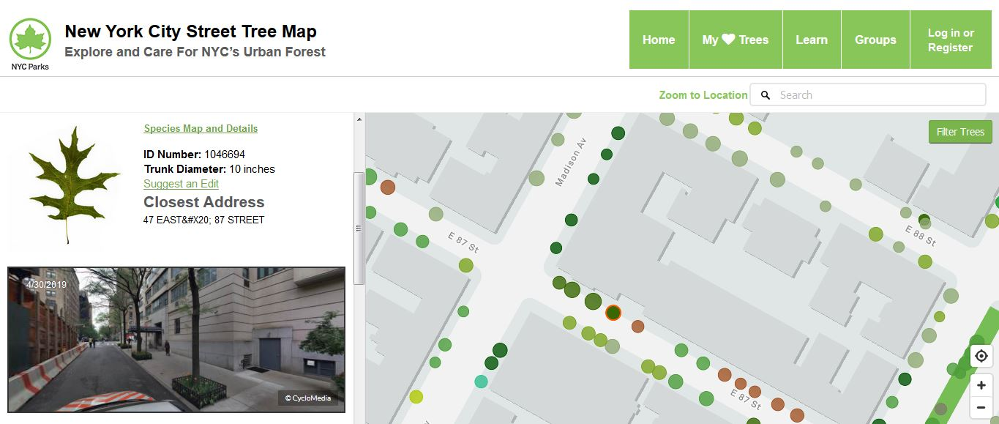 New York City Street Tree Map
Explore and Care For NYC's Urban Forest
NYC Parks
Home
My Trees
Learn
Groups
Log in or
Register
Zoom to Location
Search
Species Map and Details
ID Number: 1046694
Trunk Diameter: 10 inches
Suggest an Edit
Closest Address
47 EAST&#X20; 87 STREET
4/30/2019
© CycloMedia
Filter Trees
Madison Av
E 87 St
E 88 St
E 87 St
+
−